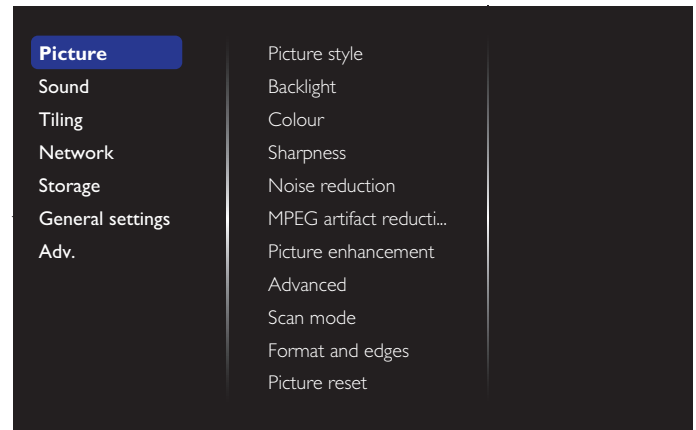 Picture
Sound
Tiling
Network
Storage
General settings
Adv.
Picture style
Backlight
Colour
Sharpness
Noise reduction
MPEG artifact reducti...
Picture enhancement
Advanced
Scan mode
Format and edges
Picture reset